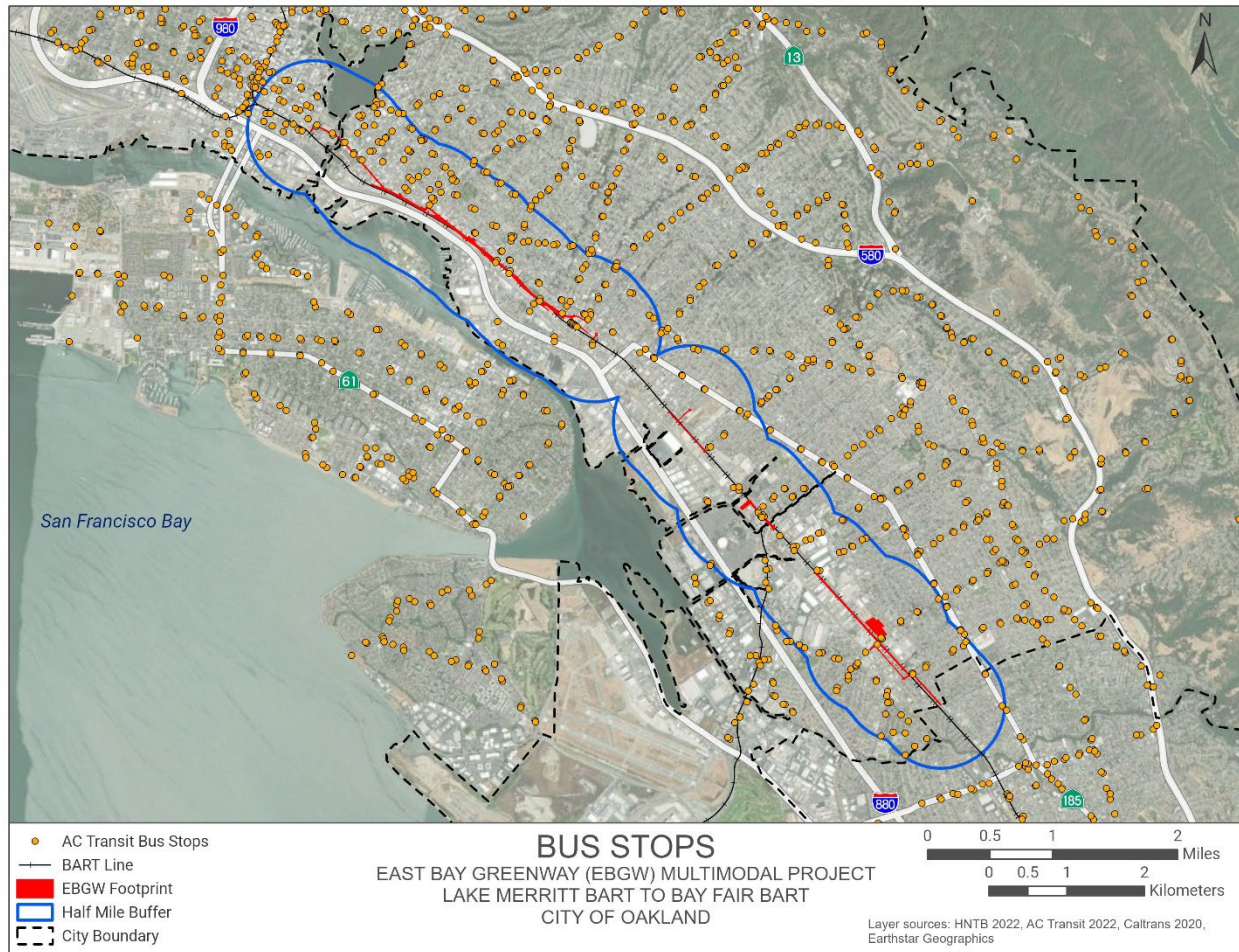 980
N
13
580
61
San Francisco Bay
880
185
AC Transit Bus Stops
BART Line
EBGW Footprint
Half Mile Buffer
City Boundary
BUS STOPS
EAST BAY GREENWAY (EBGW) MULTIMODAL PROJECT
LAKE MERRITT BART TO BAY FAIR BART
CITY OF OAKLAND
0 0.5 1 2
Miles
0 0.5 1 2
Kilometers
Layer sources: HNTB 2022, AC Transit 2022, Caltrans 2020,
Earthstar Geographics